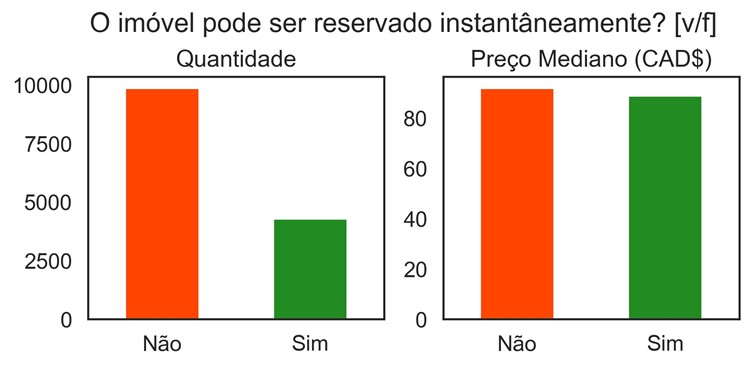 O imóvel pode ser reservado instantâneamente? [v/f]
Quantidade
10000
7500
5000
2500
0
Não Sim
Preço Mediano (CAD$)
80
60
40
20
0
Não Sim